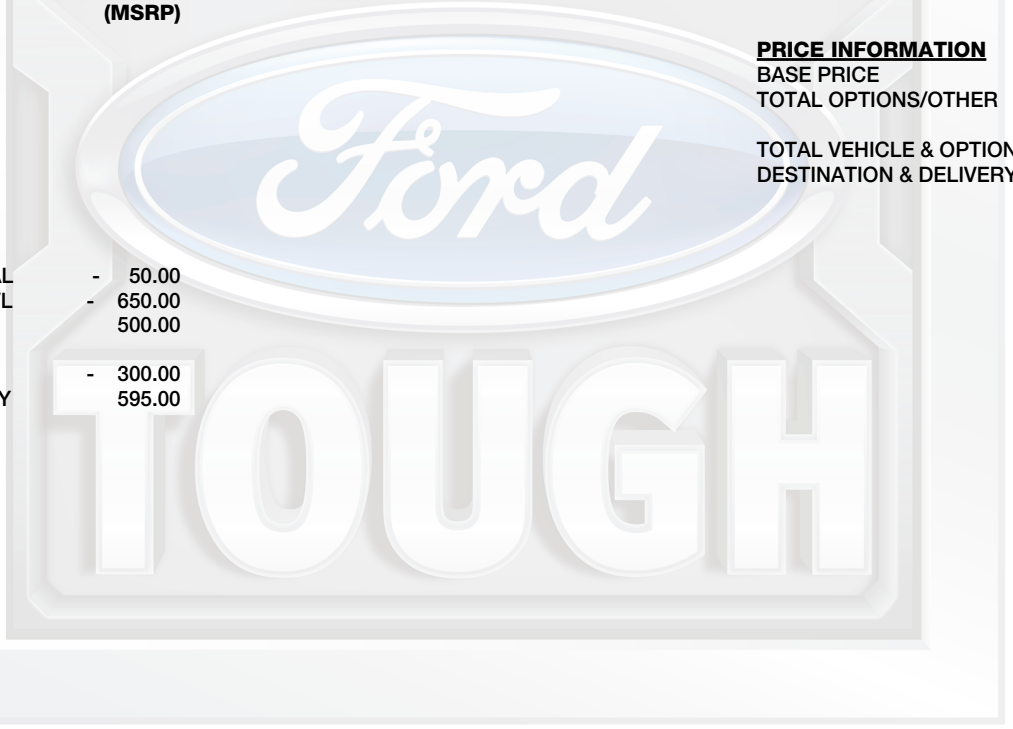 (MSRP)
PRICE INFORMATION
BASE PRICE
TOTAL OPTIONS/OTHER
TOTAL VEHICLE & OPTION
DESTINATION & DELIVERY
AL - 50.00
L - 650.00
500.00
- 300.00
Y 595.00
Ford
TOUGH